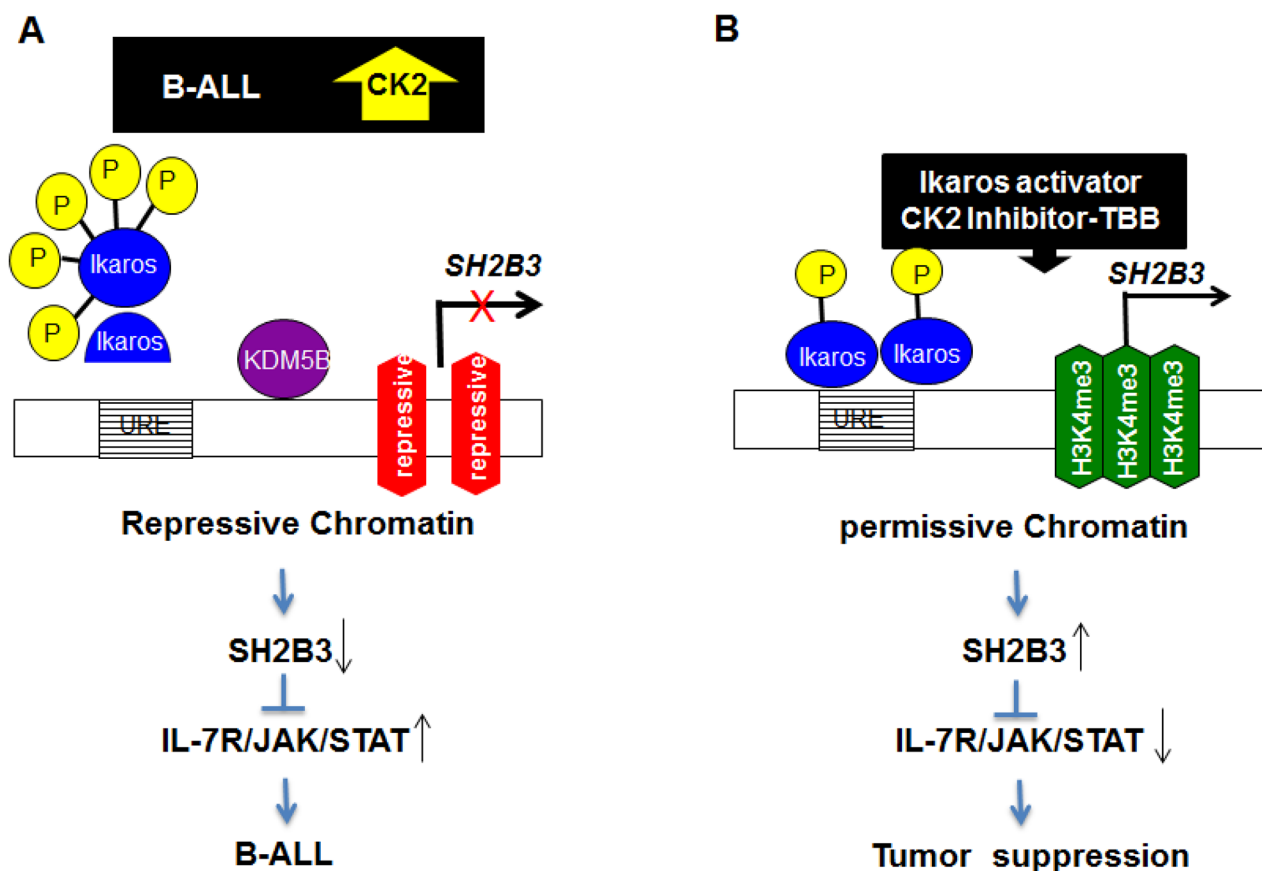 A
B-ALL
CK2
P
P
P
P
P
Ikaros
Ikaros
KDM5B
SH2B3
X
URE
repressive
repressive
Repressive Chromatin
SH2B3
IL-7R/JAK/STAT
B-ALL
B
Ikaros activator
CK2 Inhibitor-TBB
P
P
Ikaros
Ikaros
SH2B3
URE
H3K4me3
H3K4me3
H3K4me3
permissive Chromatin
SH2B3
IL-7R/JAK/STAT
Tumor suppression